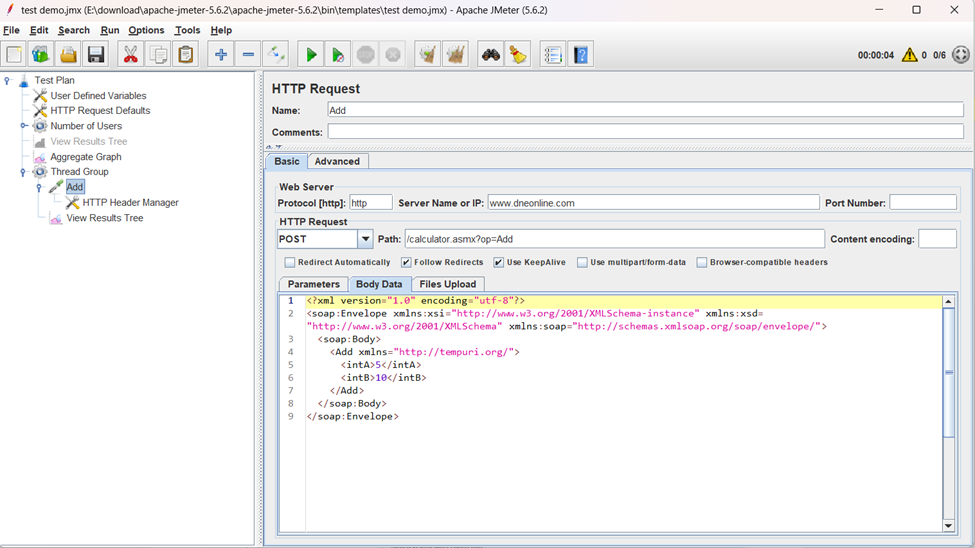 test demo.jmx (E:\download\apache-jmeter-5.6.2\apache-jmeter-5.6.2\bin\templates\test demo.jmx) - Apache JMeter (5.6.2)
File Edit Search Run Options Tools Help
00:00:04 0 0/6
Test Plan
User Defined Variables
HTTP Request Defaults
Number of Users
View Results Tree
Aggregate Graph
Thread Group
Add
HTTP Header Manager
View Results Tree
HTTP Request
Name: Add
Comments:
Basic Advanced
Web Server
Protocol [http]: http Server Name or IP: www.dneonline.com Port Number:
HTTP Request
POST Path: /calculator.asmx?op=Add Content encoding:
Redirect Automatically Follow Redirects Use KeepAlive Use multipart/form-data Browser-compatible headers
Parameters Body Data Files Upload
1 <?xml version="1.0" encoding="utf-8"?>
2 <soap:Envelope xmlns:xsi="http://www.w3.org/2001/XMLSchema-instance" xmlns:xsd=
"http://www.w3.org/2001/XMLSchema" xmlns:soap="http://schemas.xmlsoap.org/soap/envelope/">
3 <soap:Body>
4 <Add xmlns="http://tempuri.org/">
5 <intA>5</intA>
6 <intB>10</intB>
7 </Add>
8 </soap:Body>
9 </soap:Envelope>